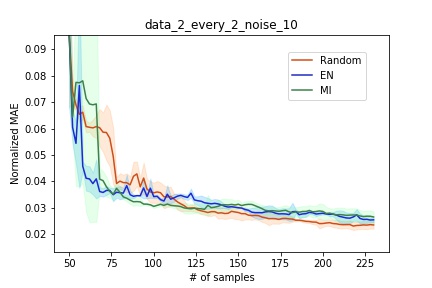 data_2_every_2_noise_10
0.09
0.08
0.07
0.06
0.05
0.04
0.03
0.02
Normalized MAE
Random
EN
MI
50 75 100 125 150 175 200 225
# of samples